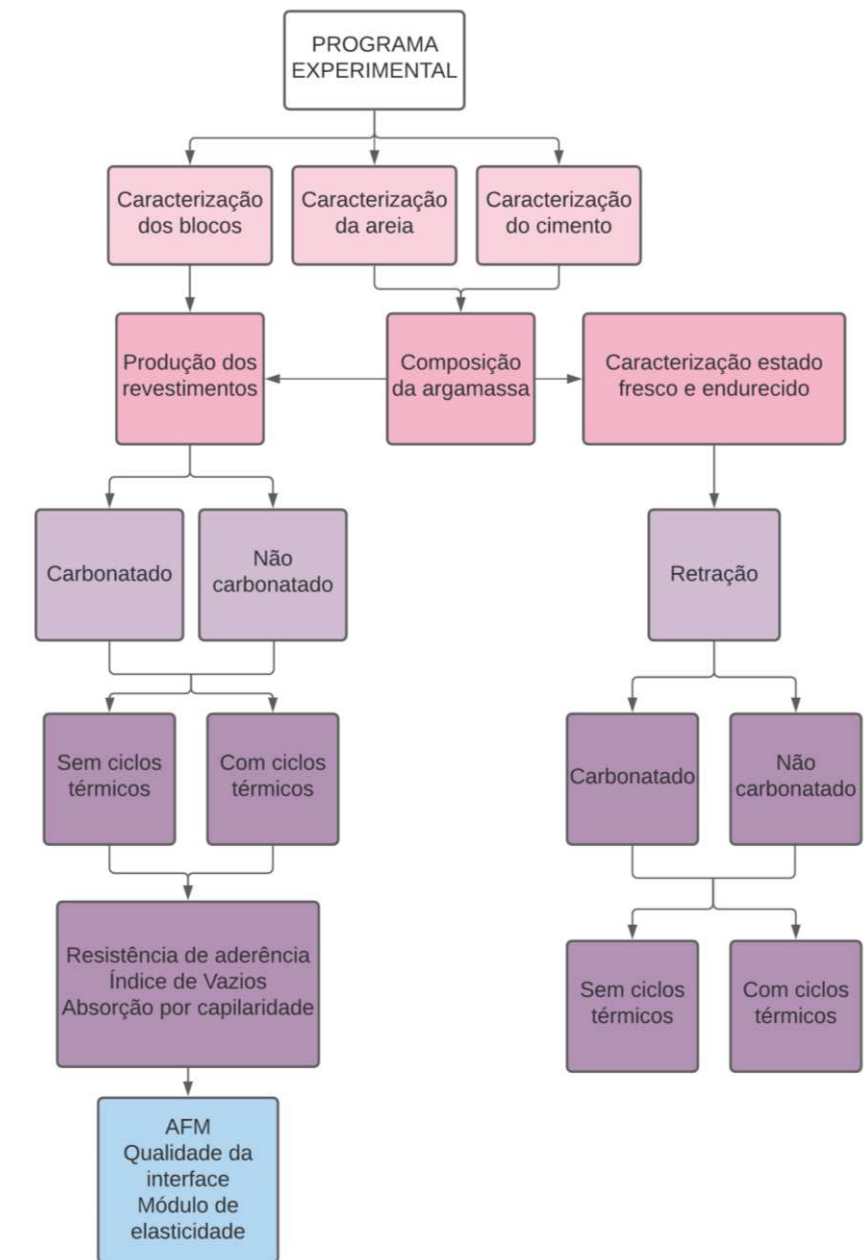 PROGRAMA
EXPERIMENTAL
Caracterização
dos blocos
Caracterização
da areia
Caracterização
do cimento
Produção dos
revestimentos
Composição
da argamassa
Caracterização estado
fresco e endurecido
Carbonatado
Não
carbonatado
Retração
Sem ciclos
térmicos
Com ciclos
térmicos
Carbonatado
Não
carbonatado
Resistência de aderência
Índice de Vazios
Absorção por capilaridade
Sem ciclos
térmicos
Com ciclos
térmicos
AFM
Qualidade da
interface
Módulo de
elasticidade